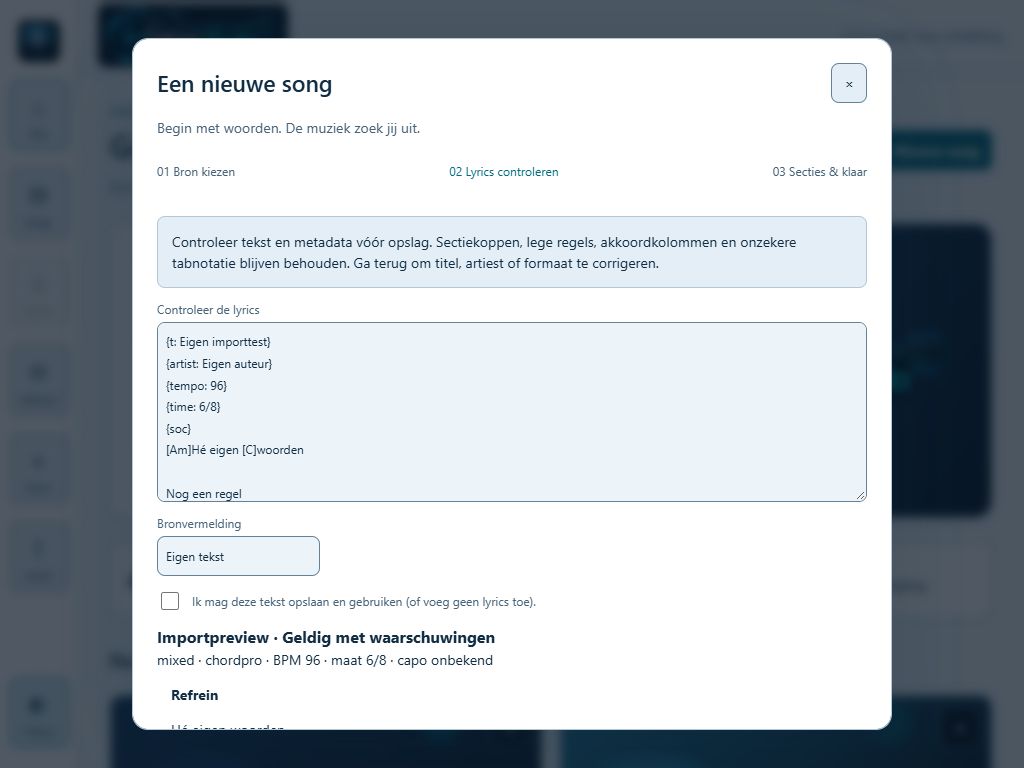 Een nieuwe song
×
Begin met woorden. De muziek zoek jij uit.
01 Bron kiezen
02 Lyrics controleren
03 Secties & klaar
Controleer tekst en metadata vóór opslag. Sectiekoppen, lege regels, akkoordkolommen en onzekere
tabnotatie blijven behouden. Ga terug om titel, artiest of formaat te corrigeren.
Controleer de lyrics
{t: Eigen importtest}
{artist: Eigen auteur}
{tempo: 96}
{time: 6/8}
{soc}
[Am]Hé eigen [C]woorden
Nog een regel
Bronvermelding
Eigen tekst
Ik mag deze tekst opslaan en gebruiken (of voeg geen lyrics toe).
Importpreview · Geldig met waarschuwingen
mixed · chordpro · BPM 96 · maat 6/8 · capo onbekend
Refrein
Hé eigen woorden